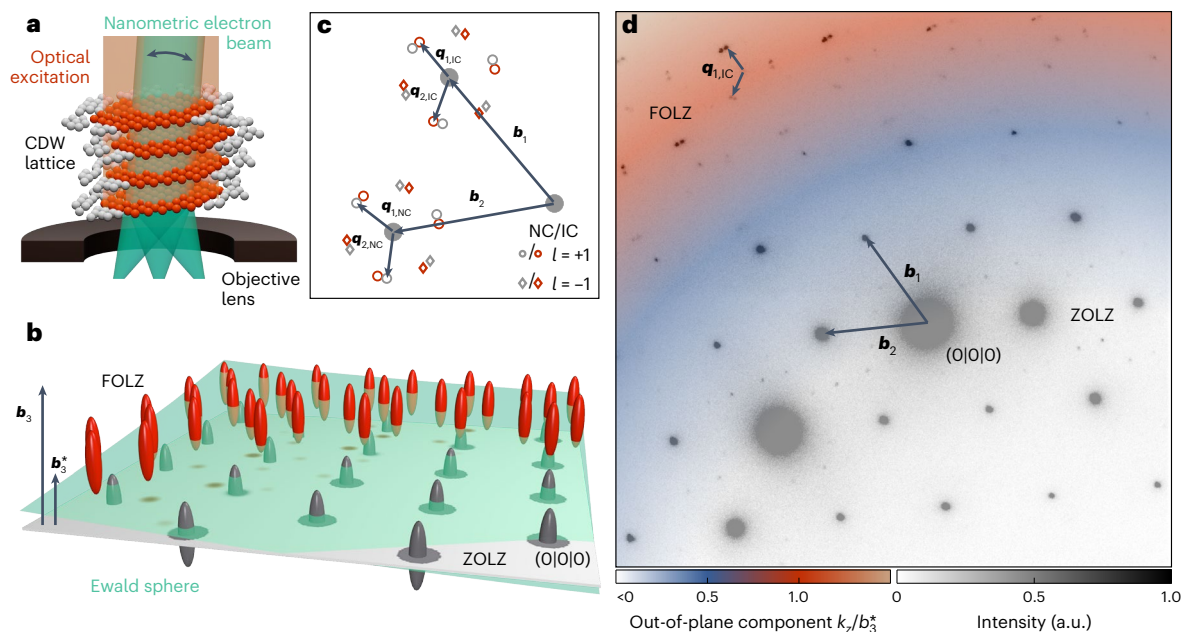 a
Nanometric electron
beam
Optical
excitation
CDW
lattice
Objective
lens
b
FOLZ
b3
b3*
ZOLZ
(0|0|0)
Ewald sphere
c
q1,IC
q2,IC
b1
b2
q1,NC
q2,NC
NC/IC
/ l = +1
/ l = −1
d
q1,IC
FOLZ
b1
b2
ZOLZ
(0|0|0)
<0 0.5 1.0
Out-of-plane component kz/b3*
0 0.5 1.0
Intensity (a.u.)